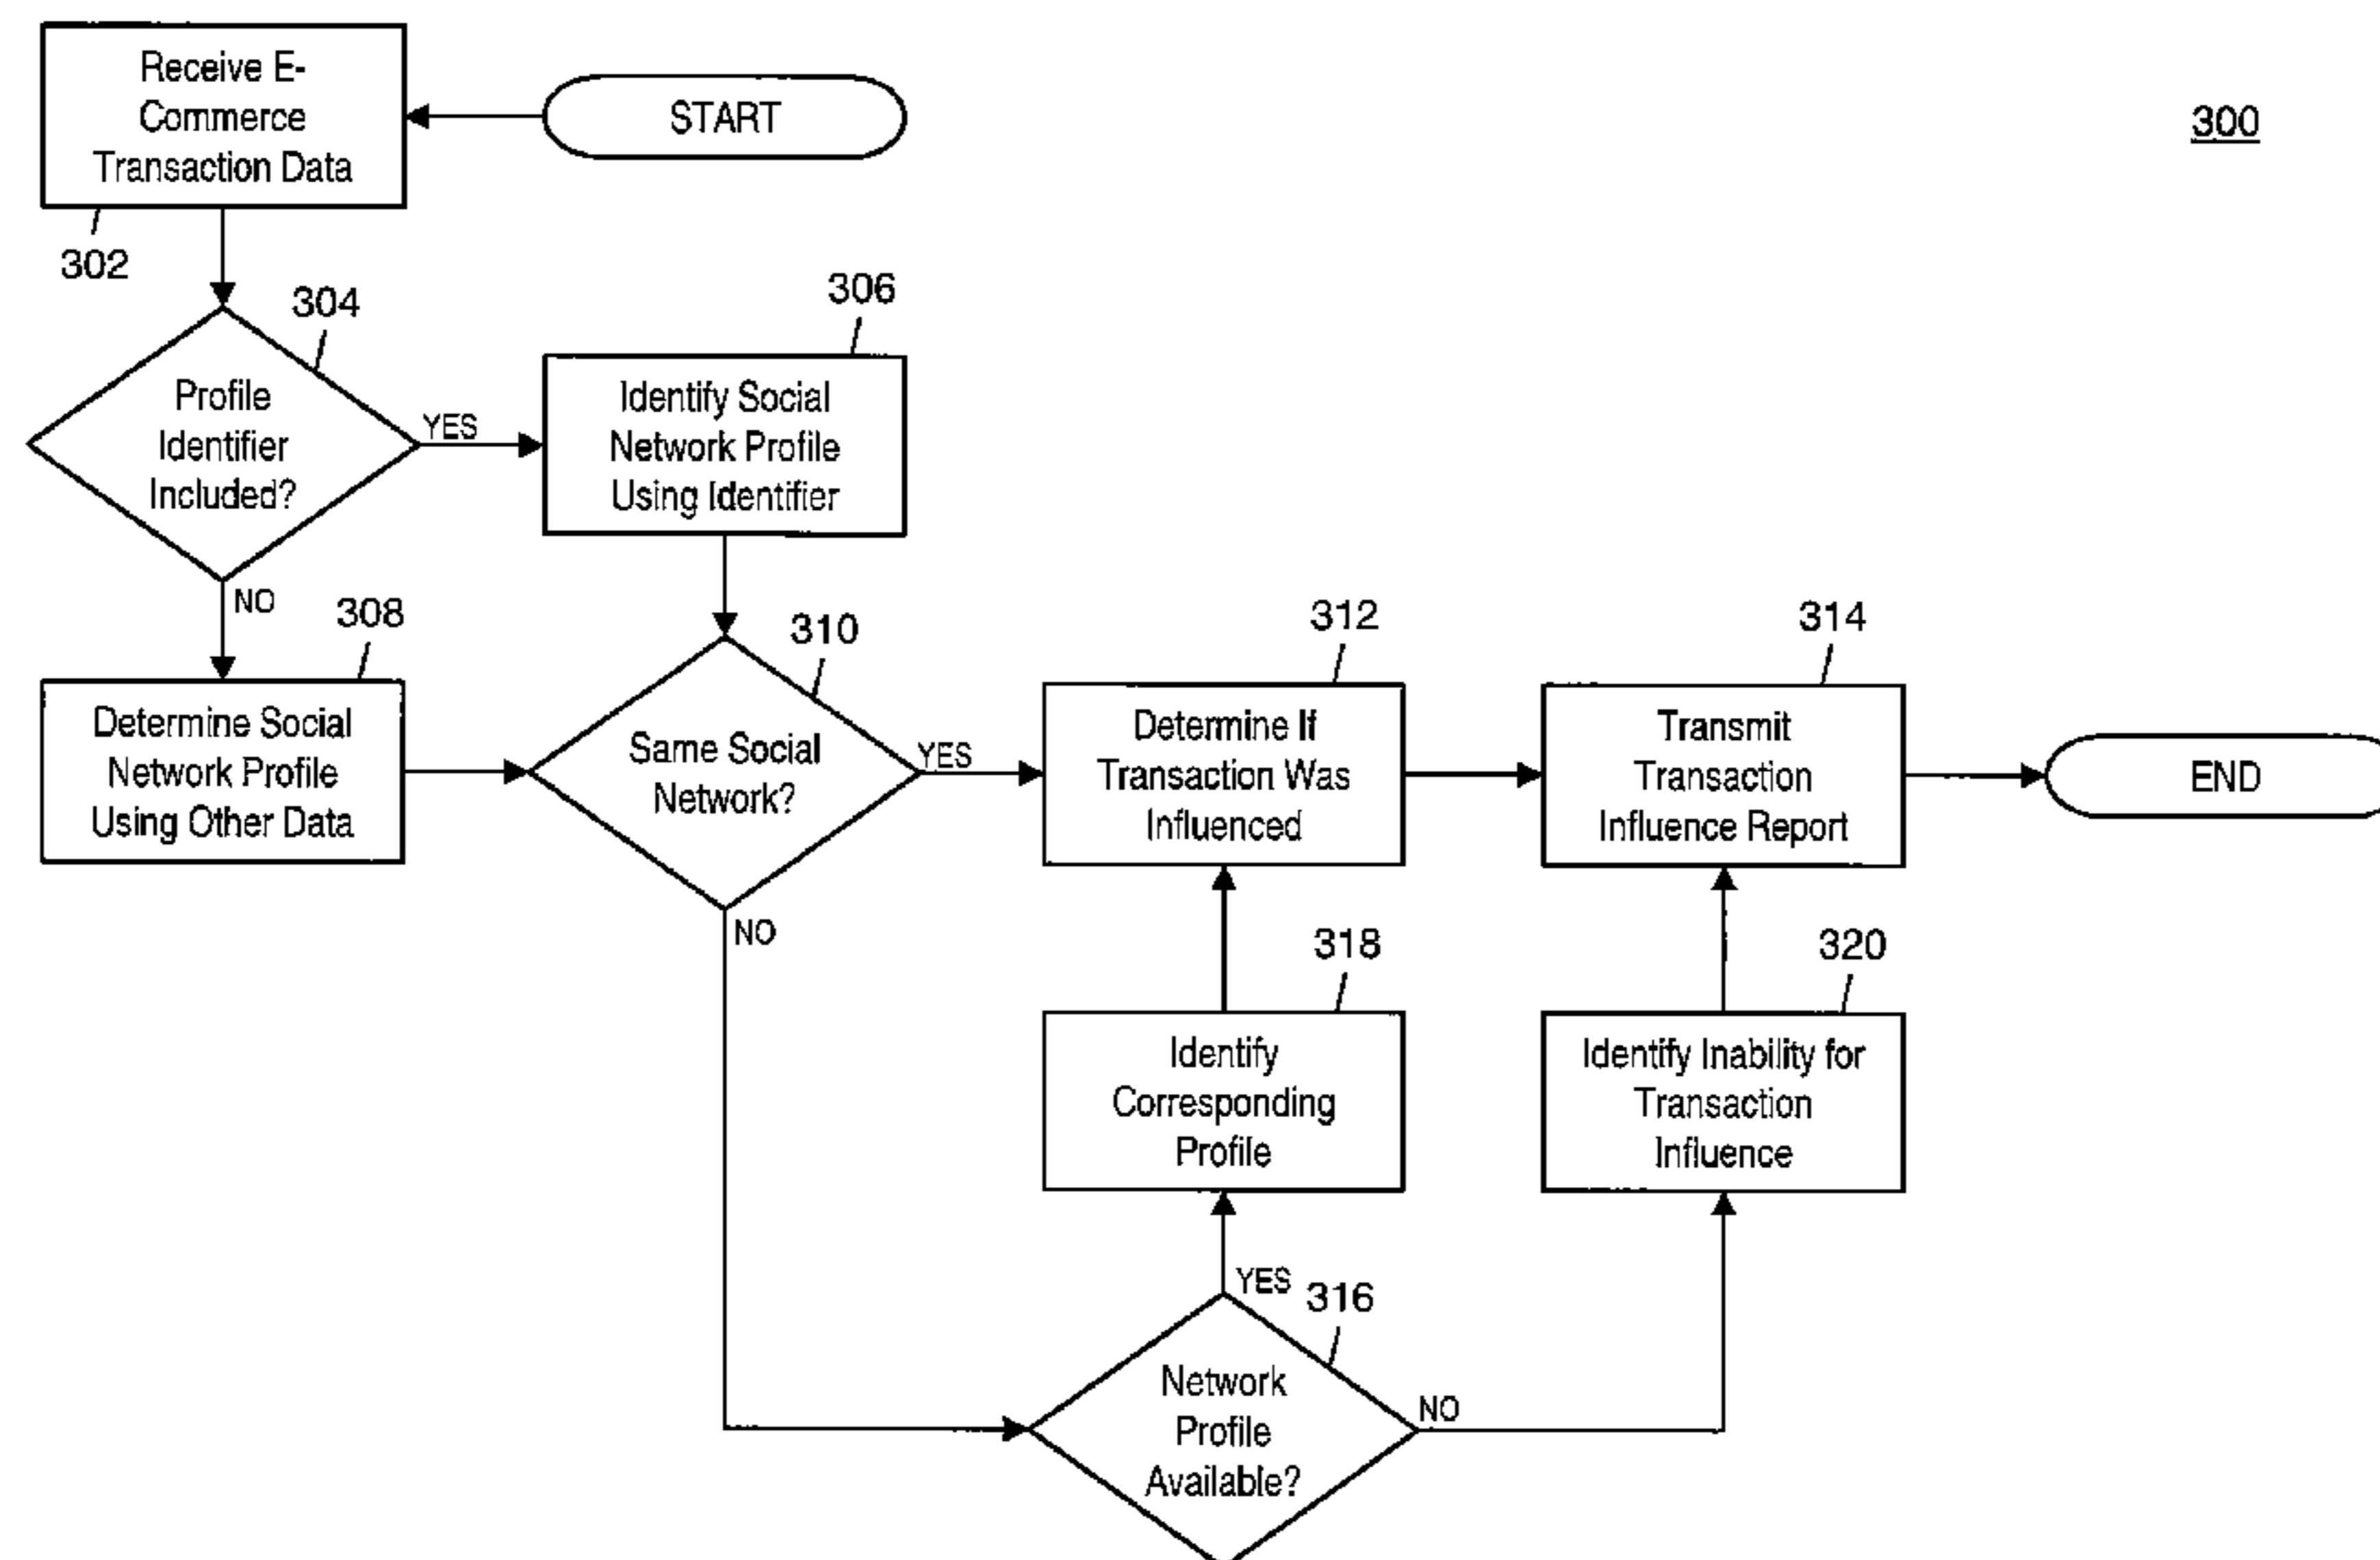 Receive E-
Commerce
Transaction Data
START
300
302
304
306
Profile
Identifier
Included?
YES
Identify Social
Network Profile
Using Identifier
NO
308
310
312
314
Determine Social
Network Profile
Using Other Data
Same Social
Network?
YES
Determine If
Transaction Was
Influenced
Transmit
Transaction
Influence Report
END
NO
318
320
Identify
Corresponding
Profile
Identify Inability for
Transaction
Influence
YES
316
Network
Profile
Available?
NO